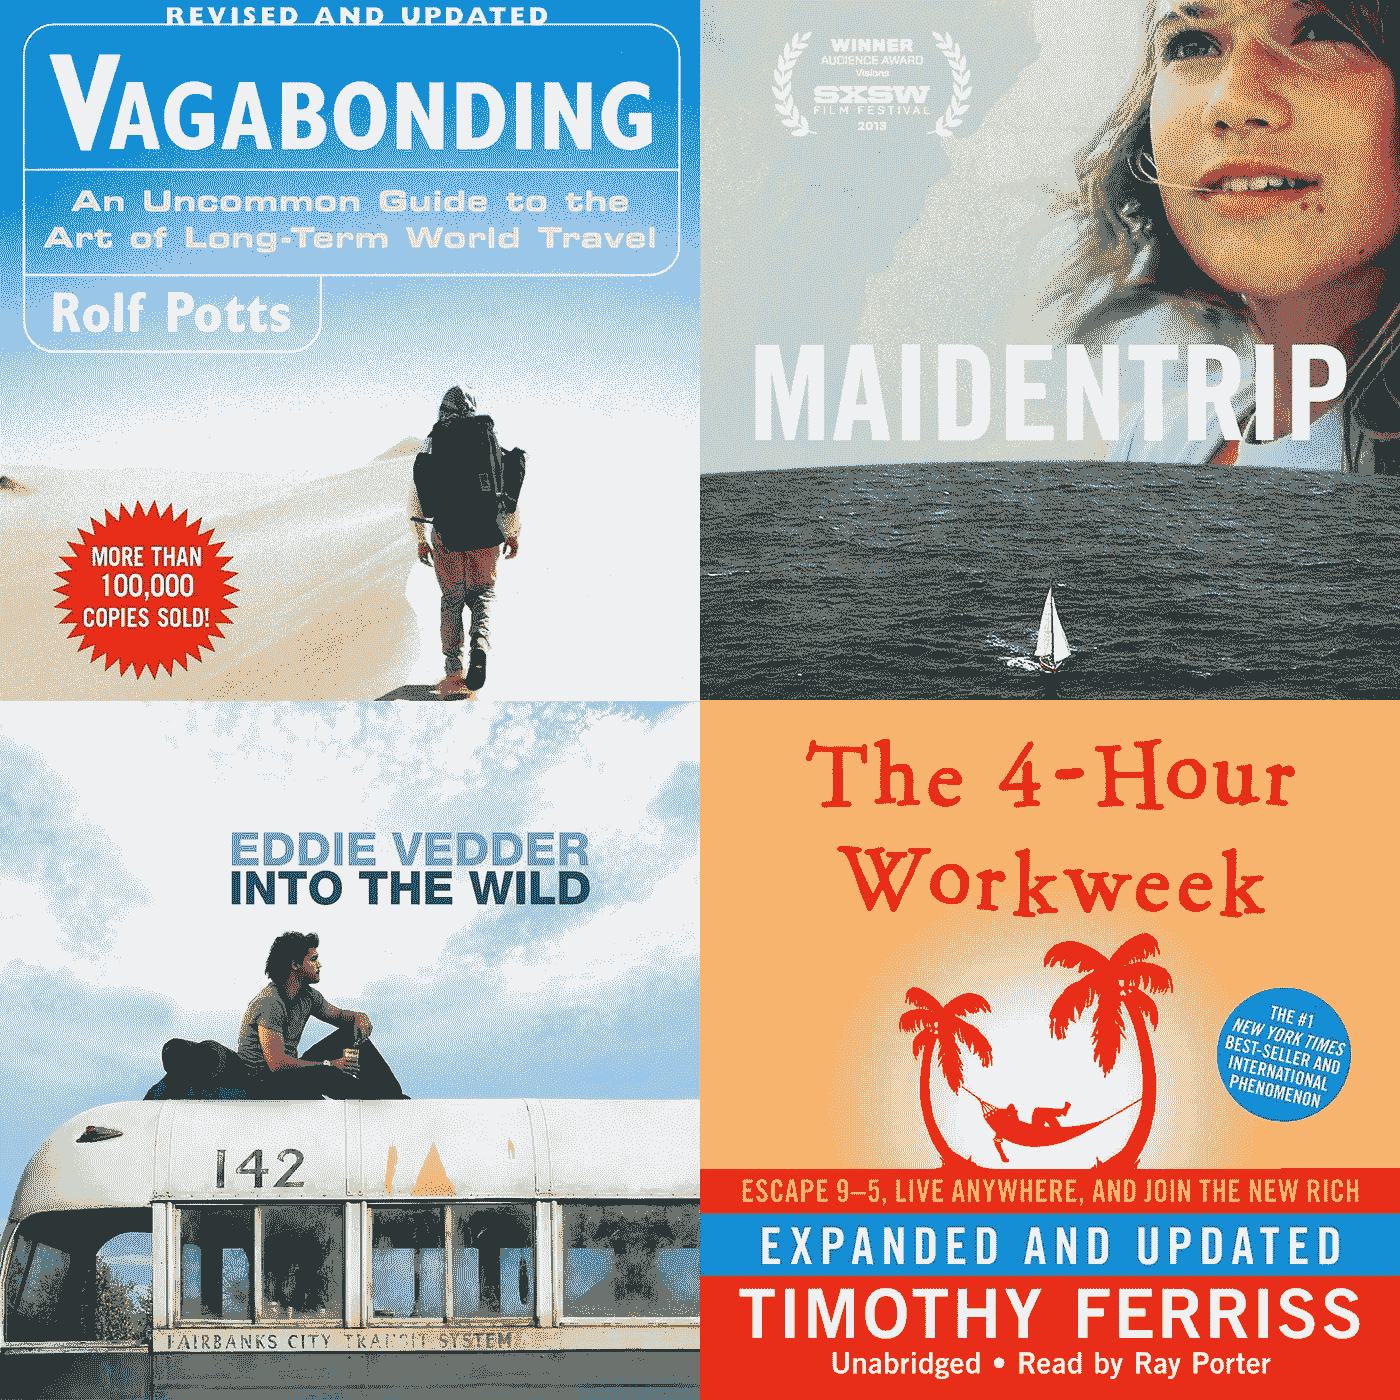 REVISED AND UPDATED
VAGABONDING
An Uncommon Guide to the
Art of Long-Term World Travel
Rolf Potts
MORE THAN
100,000
COPIES SOLD!
WINNER
AUDIENCE AWARD
Visions
SXSW
FILM FESTIVAL
2013
MAIDENTRIP
EDDIE VEDDER
INTO THE WILD
142
FAIRBANKS CITY TRANSIT SYSTEM
The 4-Hour
Workweek
THE #1
NEW YORK TIMES
BEST-SELLER AND
INTERNATIONAL
PHENOMENON
ESCAPE 9–5, LIVE ANYWHERE, AND JOIN THE NEW RICH
EXPANDED AND UPDATED
TIMOTHY FERRISS
Unabridged • Read by Ray Porter